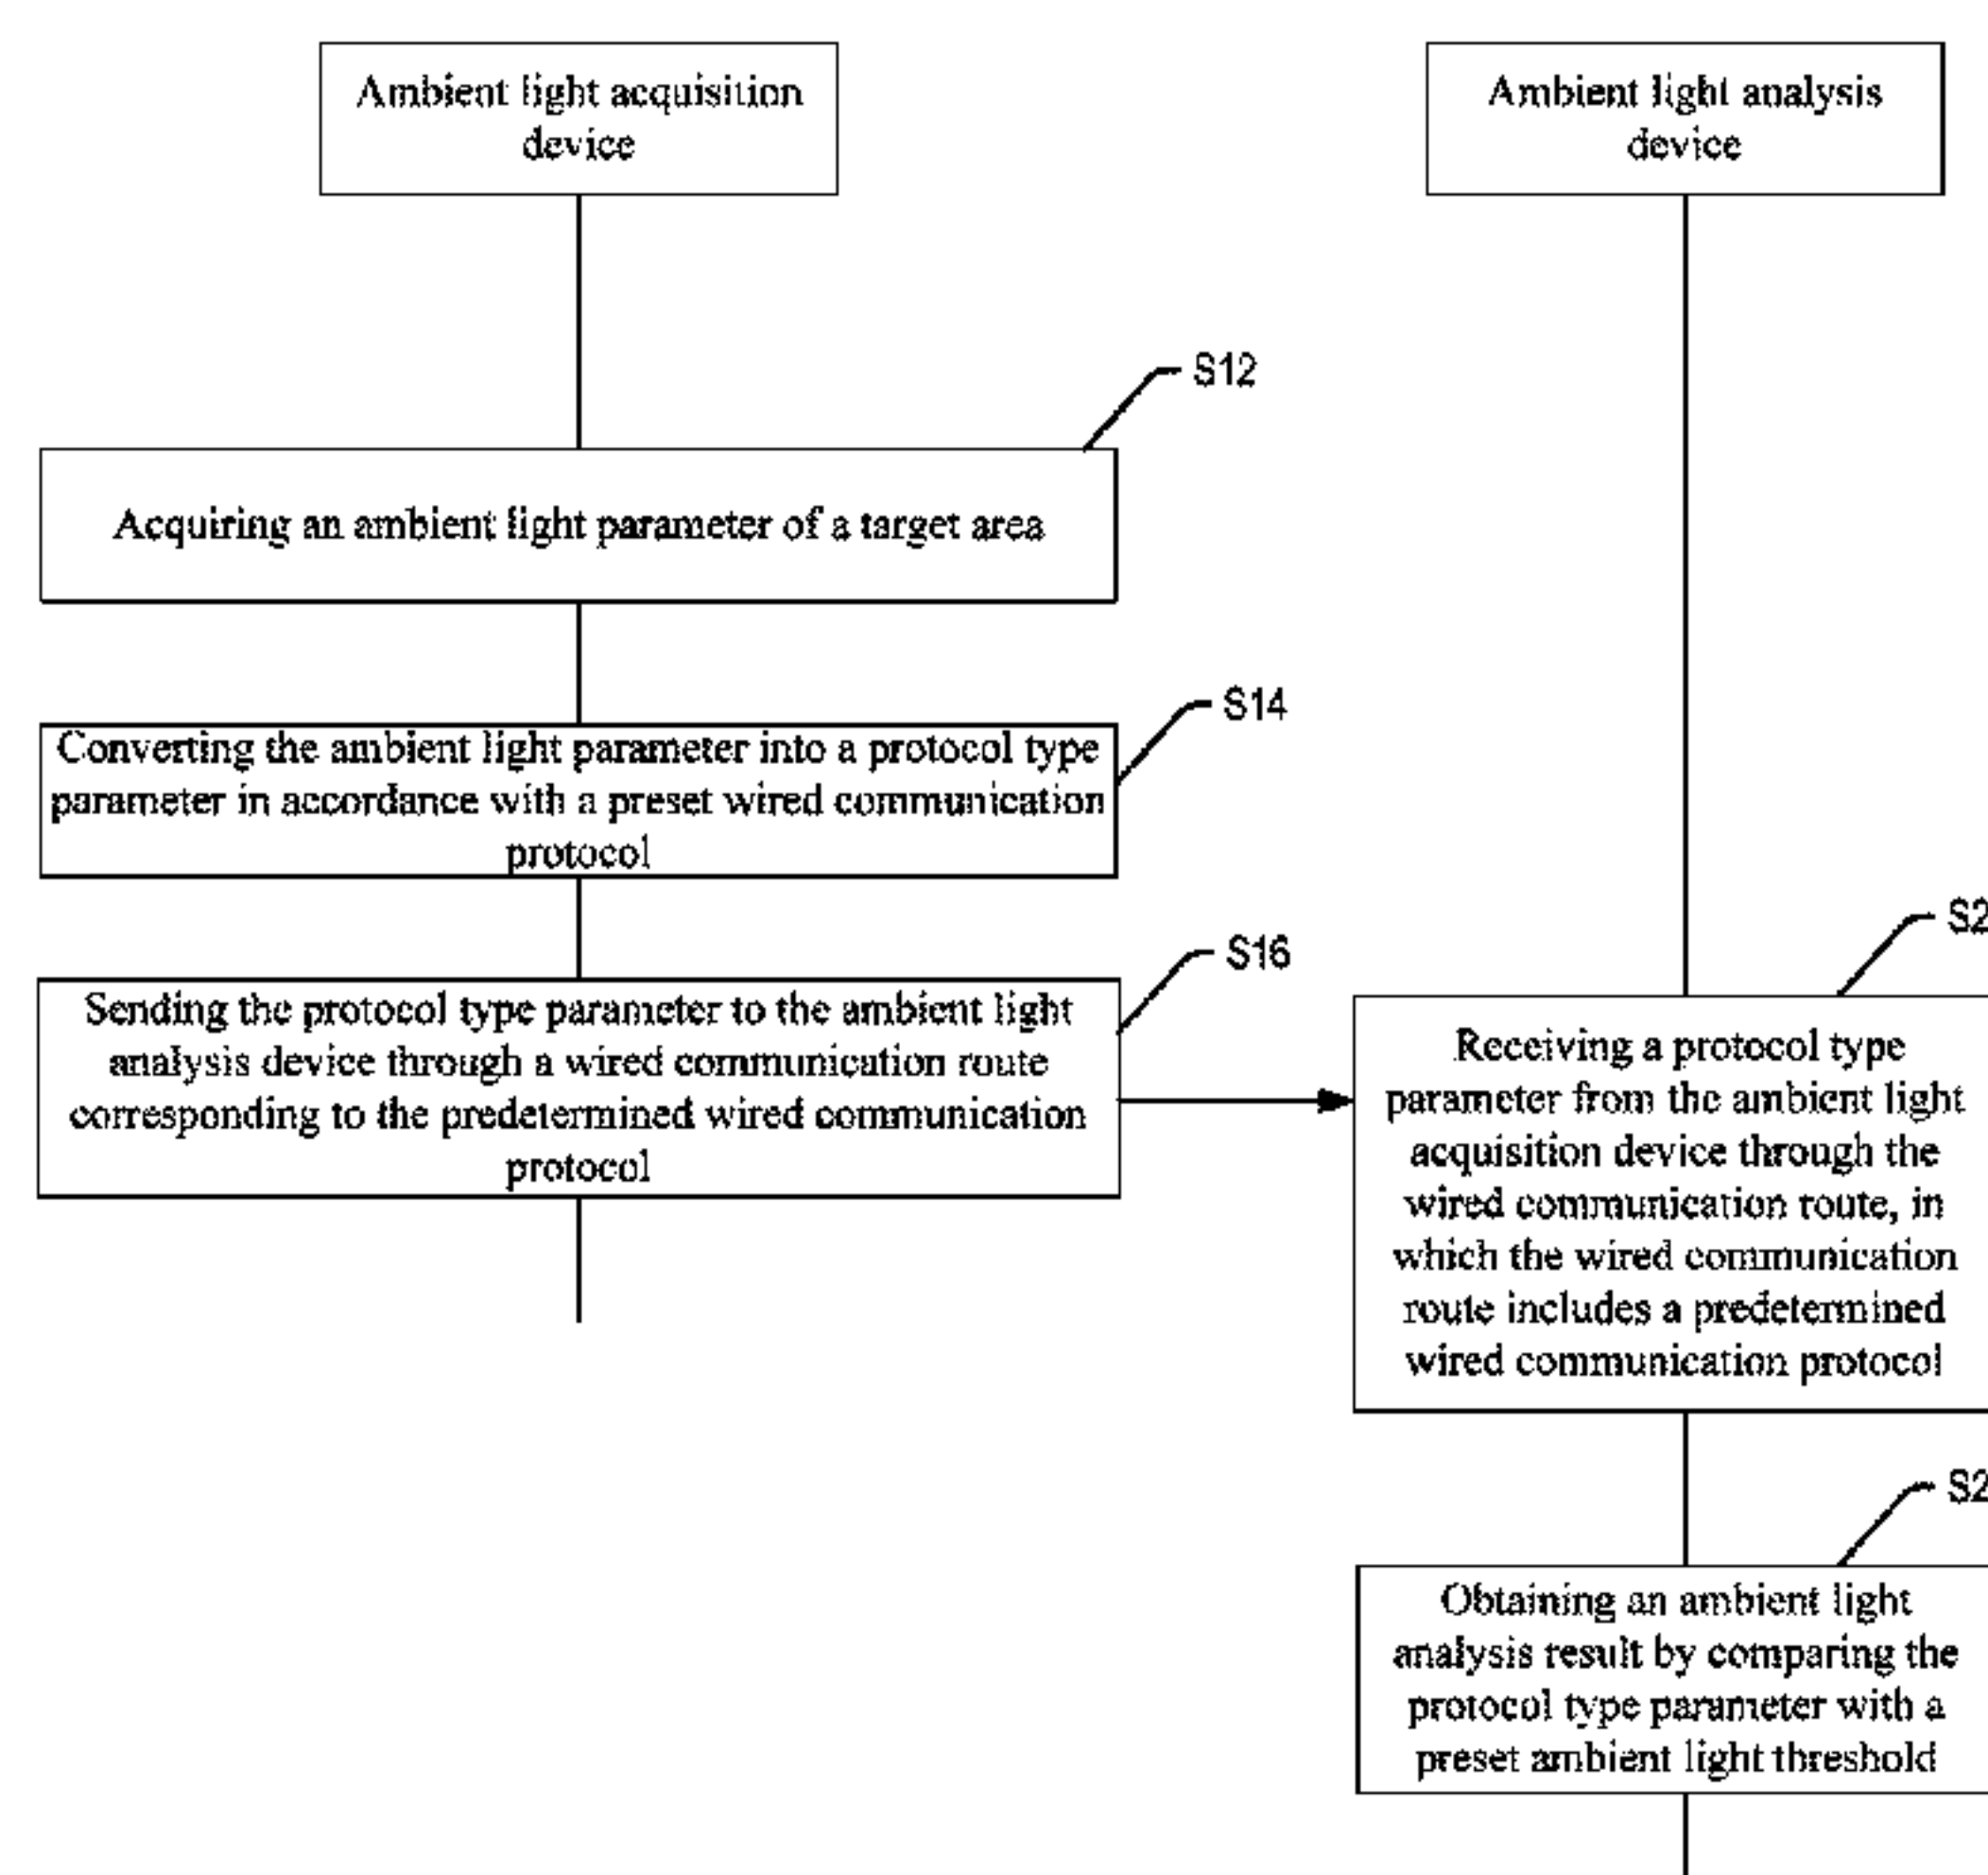 Ambient light acquisition
device
Ambient light analysis
device
S12
Acquiring an ambient light parameter of a target area
S14
Converting the ambient light parameter into a protocol type
parameter in accordance with a preset wired communication
protocol
S16
Sending the protocol type parameter to the ambient light
analysis device through a wired communication route
corresponding to the predetermined wired communication
protocol
S2
Receiving a protocol type
parameter from the ambient light
acquisition device through the
wired communication route, in
which the wired communication
route includes a predetermined
wired communication protocol
S2
Obtaining an ambient light
analysis result by comparing the
protocol type parameter with a
preset ambient light threshold